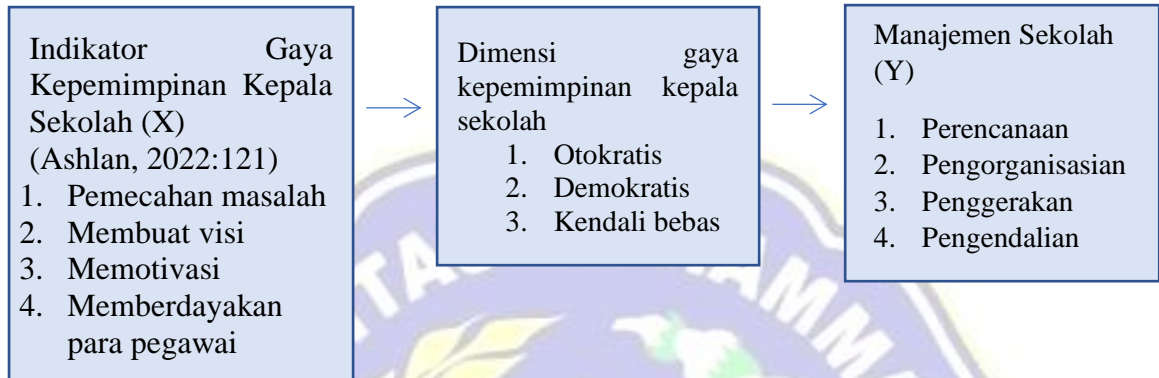 Indikator Gaya
Kepemimpinan Kepala
Sekolah (X)
(Ashlan, 2022:121)
1. Pemecahan masalah
2. Membuat visi
3. Memotivasi
4. Memberdayakan
para pegawai
Dimensi gaya
kepemimpinan kepala
sekolah
1. Otokratis
2. Demokratis
3. Kendali bebas
Manajemen Sekolah
(Y)
1. Perencanaan
2. Pengorganisasian
3. Penggerakan
4. Pengendalian